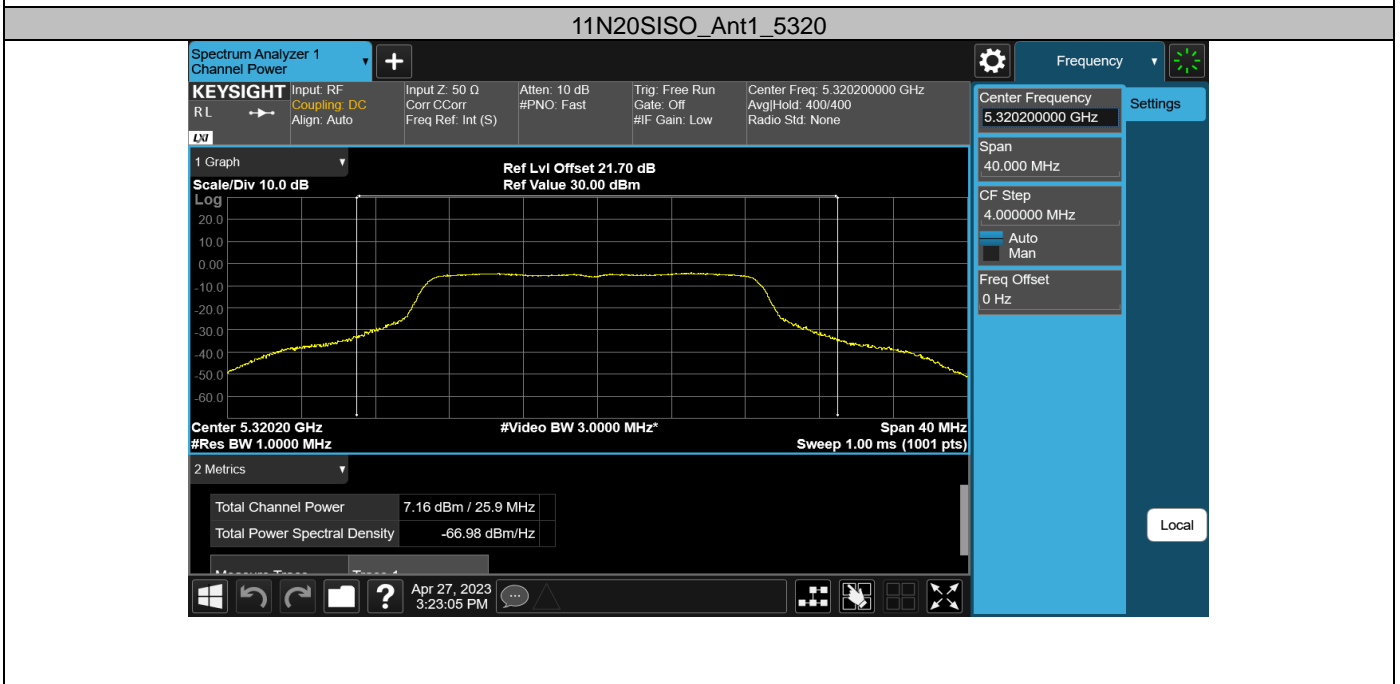 11N20SISO_Ant1_5320
Spectrum Analyzer 1
Channel Power
Frequency
KEYSIGHT
R L
LXI
Input: RF
Coupling: DC
Align: Auto
Input Z: 50 Ω
Corr CCorr
Freq Ref: Int (S)
Atten: 10 dB
#PNO: Fast
Trig: Free Run
Gate: Off
#IF Gain: Low
Center Freq: 5.320200000 GHz
Avg|Hold: 400/400
Radio Std: None
Center Frequency
5.320200000 GHz
Settings
Span
40.000 MHz
CF Step
4.000000 MHz
Auto
Man
Freq Offset
0 Hz
Local
1 Graph
Scale/Div 10.0 dB
Ref Lvl Offset 21.70 dB
Ref Value 30.00 dBm
Log
20.0
10.0
0.00
-10.0
-20.0
-30.0
-40.0
-50.0
-60.0
Center 5.32020 GHz
#Video BW 3.0000 MHz*
Span 40 MHz
#Res BW 1.0000 MHz
Sweep 1.00 ms (1001 pts)
2 Metrics
Total Channel Power 7.16 dBm / 25.9 MHz
Total Power Spectral Density -66.98 dBm/Hz
Measure Trace Trace 1
?
Apr 27, 2023
3:23:05 PM